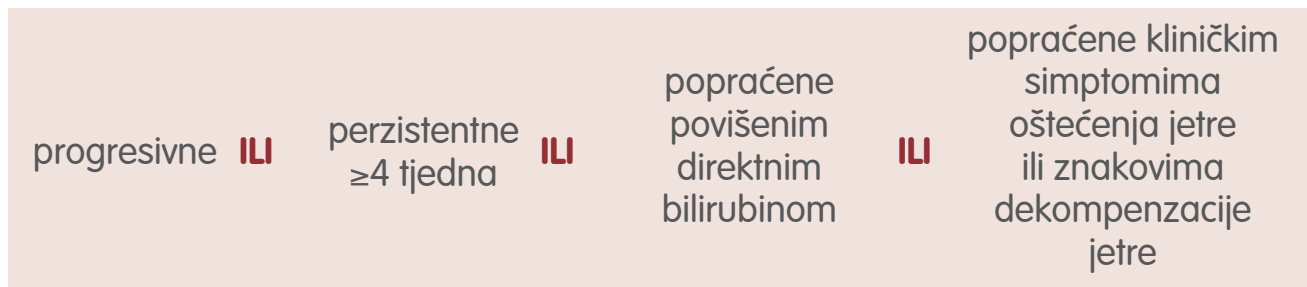 progresivne
ILI
perzistentne
≥4 tjedna
ILI
popraćene
povišenim
direktnim
bilirubinom
ILI
popraćene kliničkim
simptomima
oštećenja jetre
ili znakovima
dekompenzacije
jetre